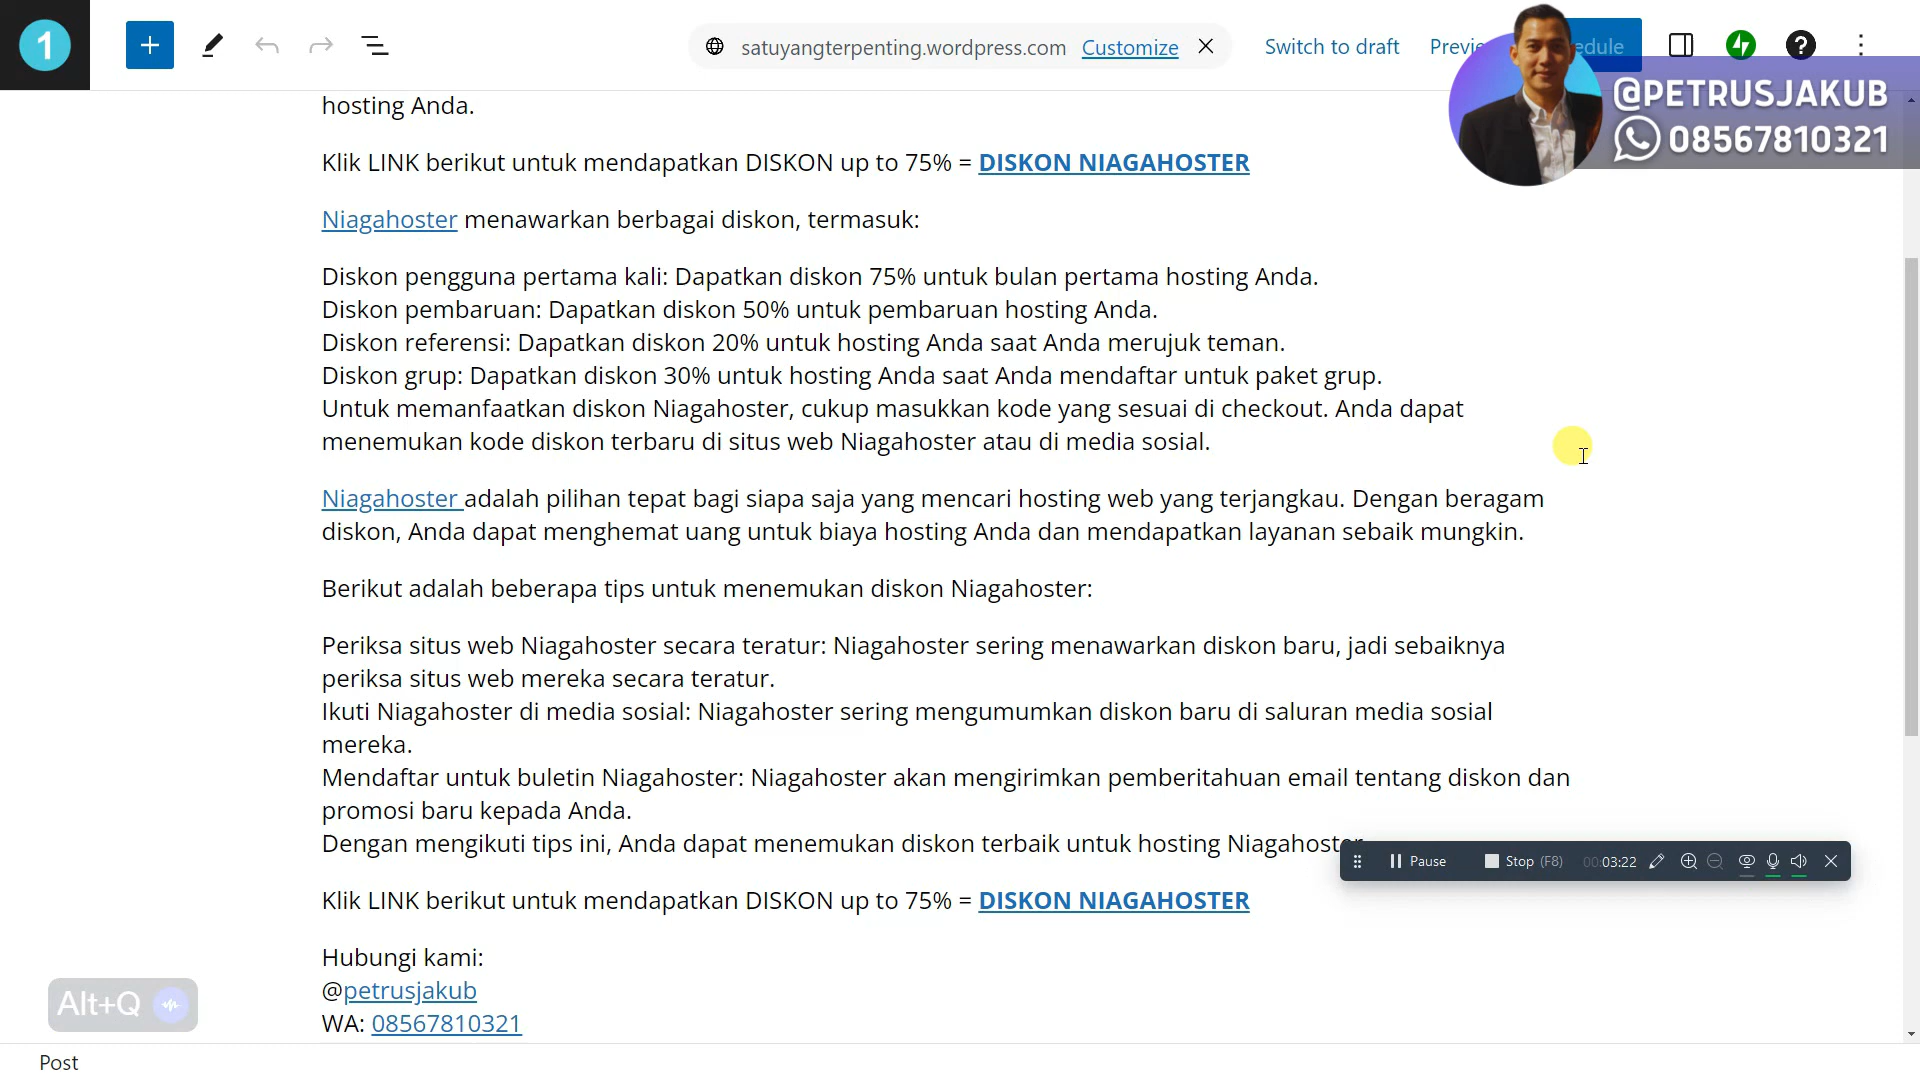 1
satuyangterpenting.wordpress.com Customize
Switch to draft
@PETRUSJAKUB
08567810321
hosting Anda.
Klik LINK berikut untuk mendapatkan DISKON up to 75% = DISKON NIAGAHOSTER
Niagahoster menawarkan berbagai diskon, termasuk:
Diskon pengguna pertama kali: Dapatkan diskon 75% untuk bulan pertama hosting Anda.
Diskon pembaruan: Dapatkan diskon 50% untuk pembaruan hosting Anda.
Diskon referensi: Dapatkan diskon 20% untuk hosting Anda saat Anda merujuk teman.
Diskon grup: Dapatkan diskon 30% untuk hosting Anda saat Anda mendaftar untuk paket grup.
Untuk memanfaatkan diskon Niagahoster, cukup masukkan kode yang sesuai di checkout. Anda dapat
menemukan kode diskon terbaru di situs web Niagahoster atau di media sosial.
Niagahoster adalah pilihan tepat bagi siapa saja yang mencari hosting web yang terjangkau. Dengan beragam
diskon, Anda dapat menghemat uang untuk biaya hosting Anda dan mendapatkan layanan sebaik mungkin.
Berikut adalah beberapa tips untuk menemukan diskon Niagahoster:
Periksa situs web Niagahoster secara teratur: Niagahoster sering menawarkan diskon baru, jadi sebaiknya
periksa situs web mereka secara teratur.
Ikuti Niagahoster di media sosial: Niagahoster sering mengumumkan diskon baru di saluran media sosial
mereka.
Mendaftar untuk buletin Niagahoster: Niagahoster akan mengirimkan pemberitahuan email tentang diskon dan
promosi baru kepada Anda.
Dengan mengikuti tips ini, Anda dapat menemukan diskon terbaik untuk hosting Niagahoster
Pause Stop (F8) 00:03:22
Klik LINK berikut untuk mendapatkan DISKON up to 75% = DISKON NIAGAHOSTER
Hubungi kami:
@petrusjakub
WA: 08567810321
Alt+Q
Post